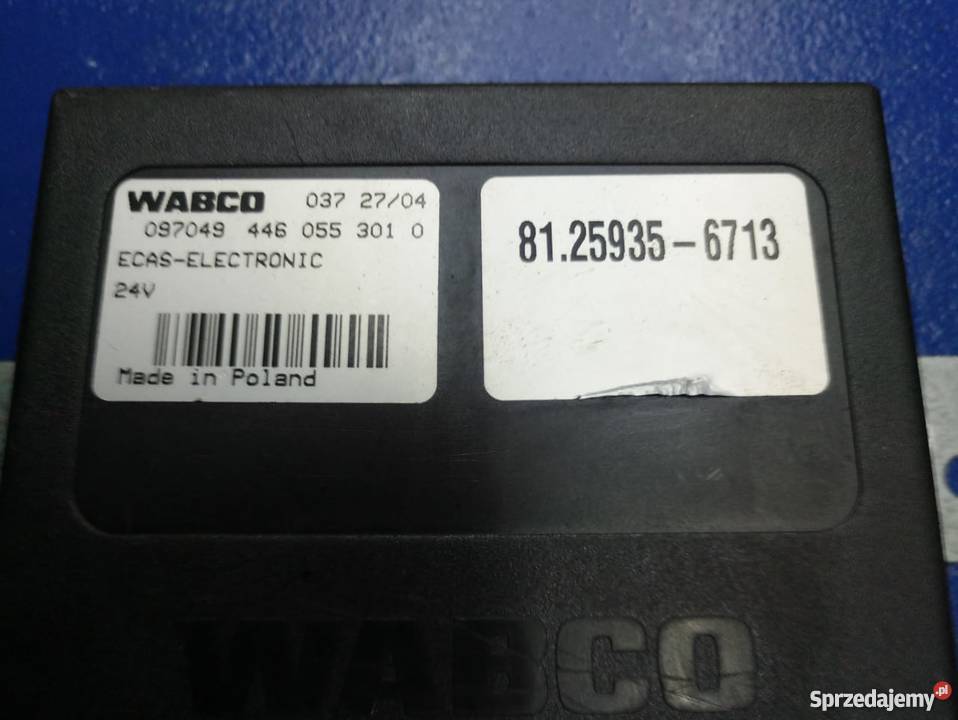 WABCO 037 27/04
097049 446 055 301 0
ECAS-ELECTRONIC
24V
Made in Poland
81.25935-6713
WABCO
Sprzedajemy.pl